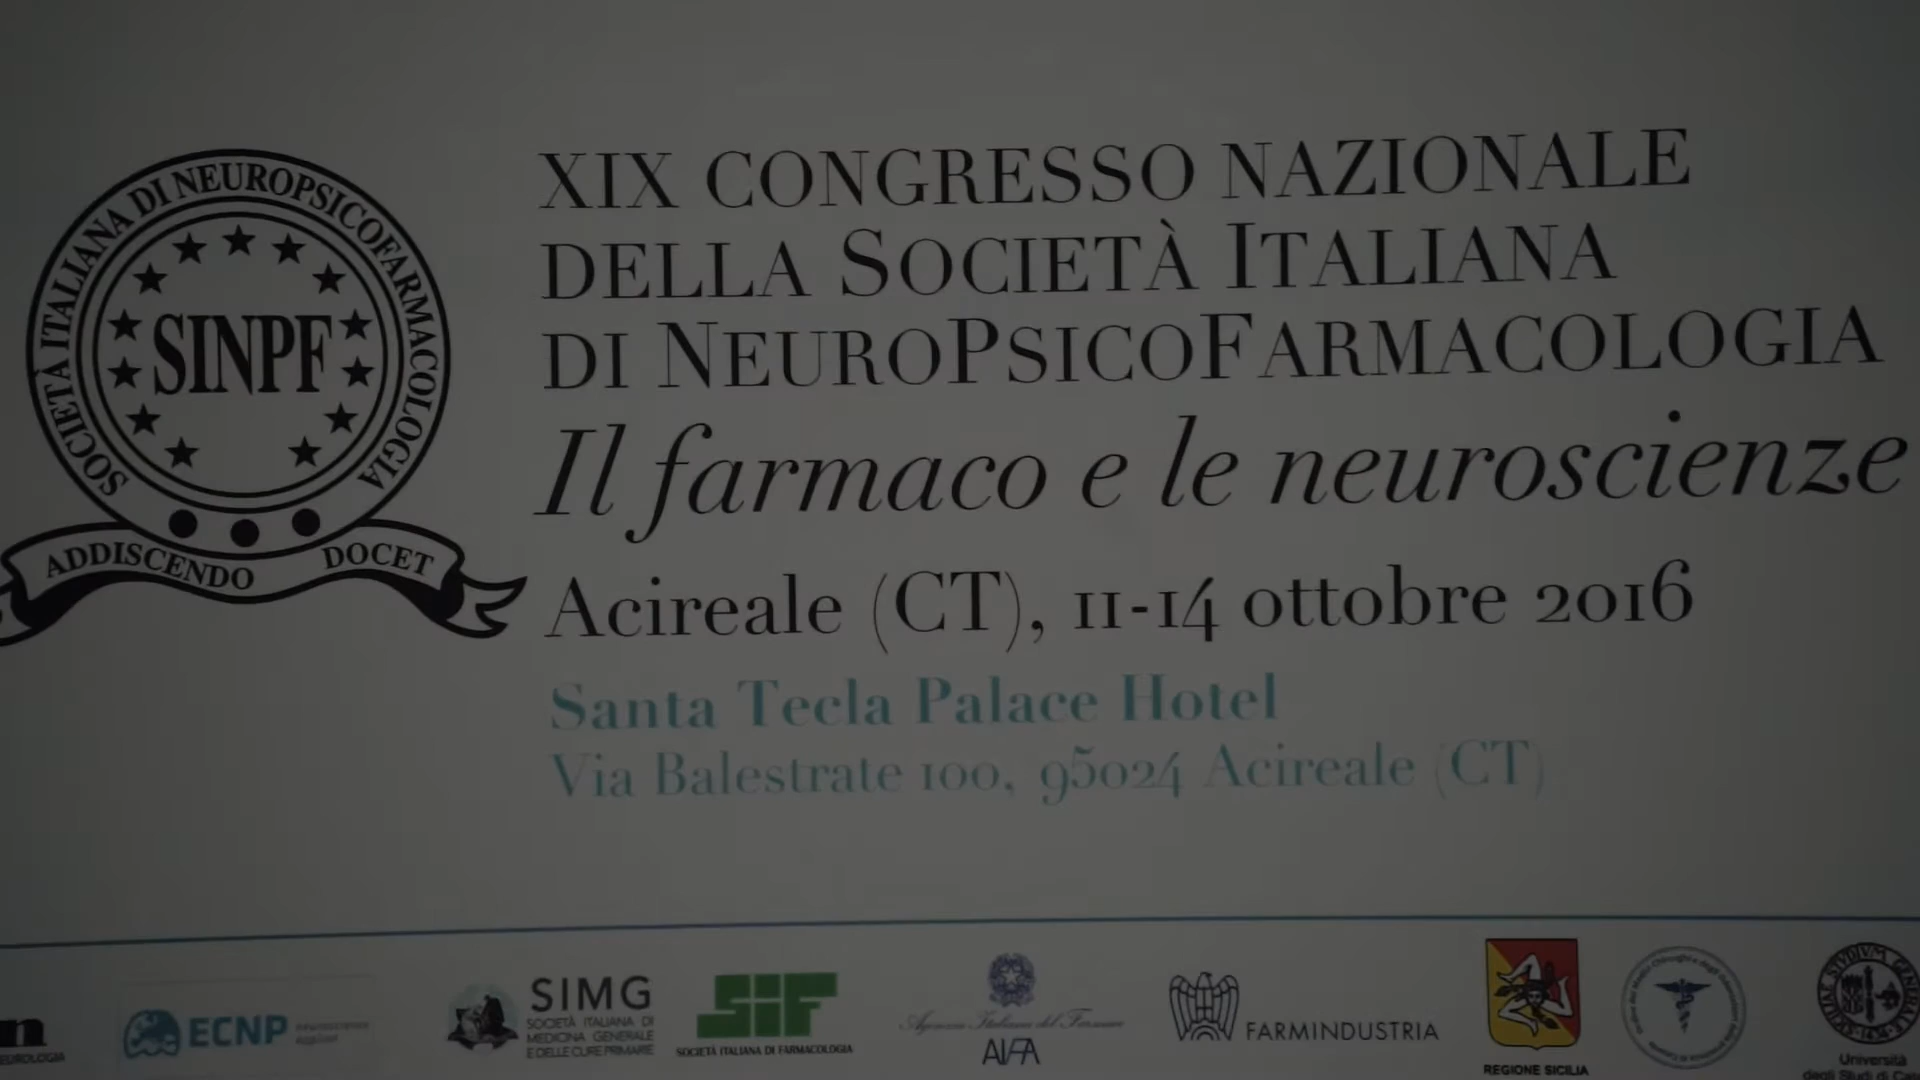 SOCIETÀ ITALIANA DI NEUROPSICOFARMACOLOGIA
SINPF
ADDISCENDO DOCET
XIX CONGRESSO NAZIONALE
DELLA SOCIETÀ ITALIANA
DI NEUROPSICOFARMACOLOGIA
Il farmaco e le neuroscienze
Acireale (CT), 11-14 ottobre 2016
Santa Tecla Palace Hotel
Via Balestrate 100, 95024 Acireale (CT)
ECNP
SIMG
SOCIETÀ ITALIANA DI
MEDICINA GENERALE
E DELLE CURE PRIMARIE
SIF
SOCIETÀ ITALIANA DI FARMACOLOGIA
Agenzia Italiana del Farmaco
AIFA
FARMINDUSTRIA
REGIONE SICILIA
Università
degli Studi di